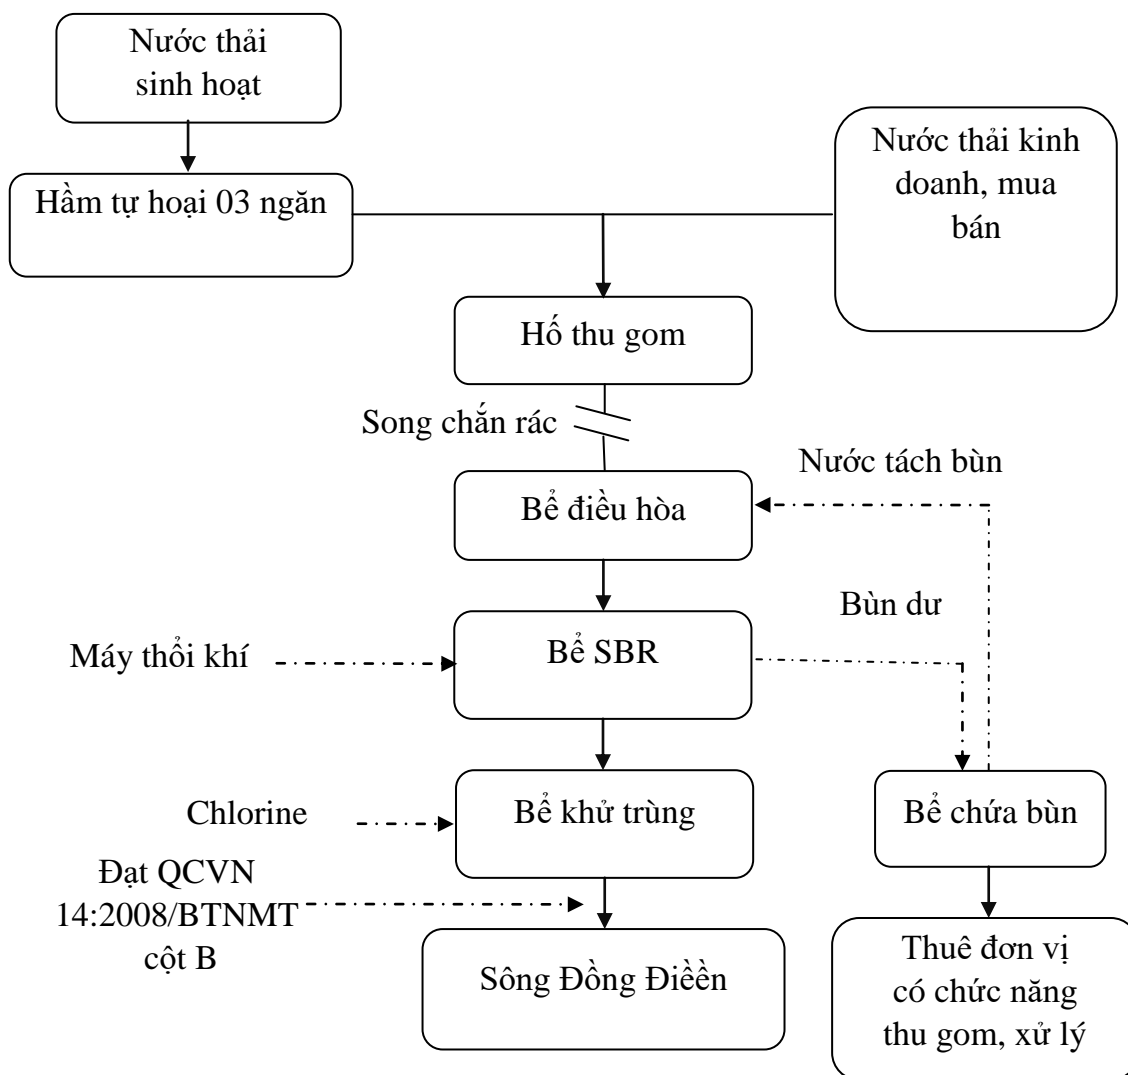 Nước thải
sinh hoạt
Nước thải kinh
doanh, mua
bán
Hầm tự hoại 03 ngăn
Hố thu gom
Song chắn rác
Nước tách bùn
Bể điều hòa
Bùn dư
Máy thổi khí
Bể SBR
Chlorine
Bể khử trùng
Bể chứa bùn
Đạt QCVN
14:2008/BTNMT
cột B
Sông Đồng Điềền
Thuê đơn vị
có chức năng
thu gom, xử lý